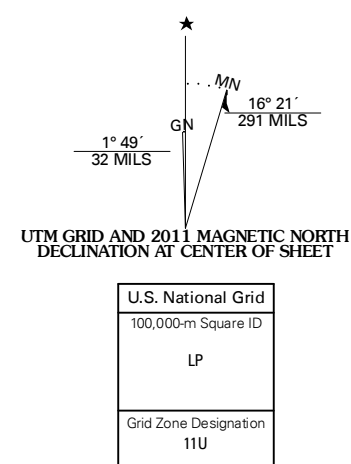 MN
GN
16° 21´
291 MILS
1° 49´
32 MILS
UTM GRID AND 2011 MAGNETIC NORTH
DECLINATION AT CENTER OF SHEET
U.S. National Grid
100,000-m Square ID
LP
Grid Zone Designation
11U